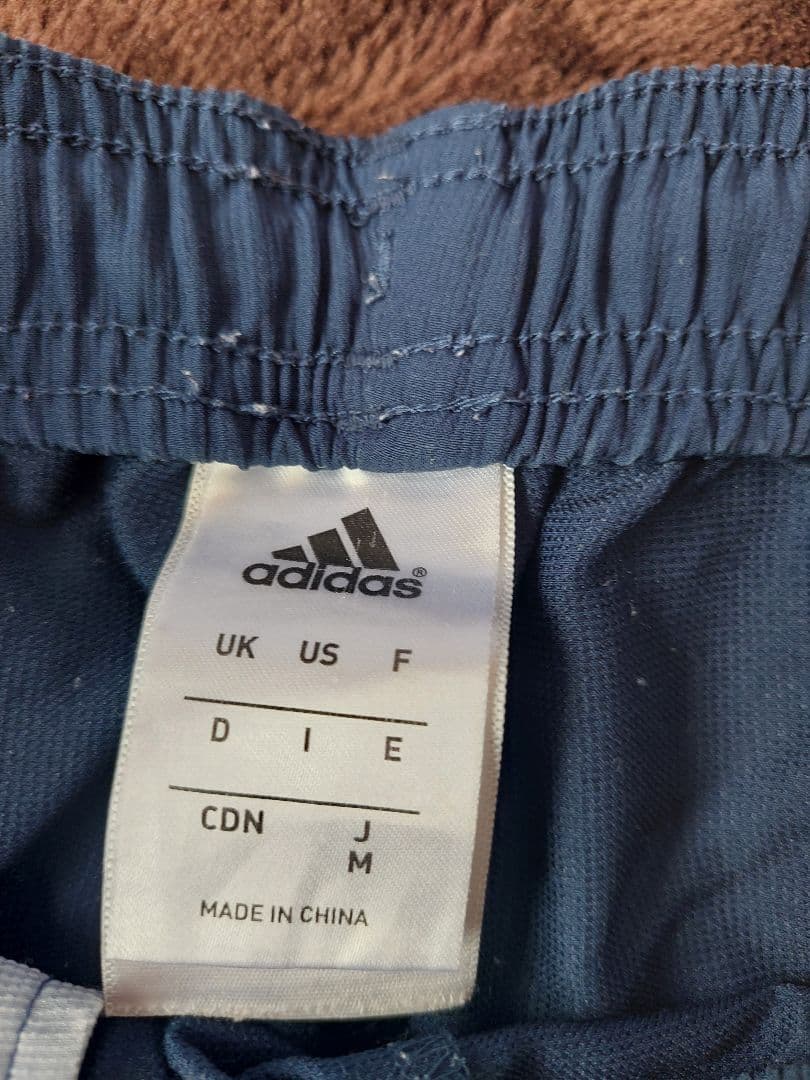 adidas®
UK US F
D I E
CDN J
M
MADE IN CHINA